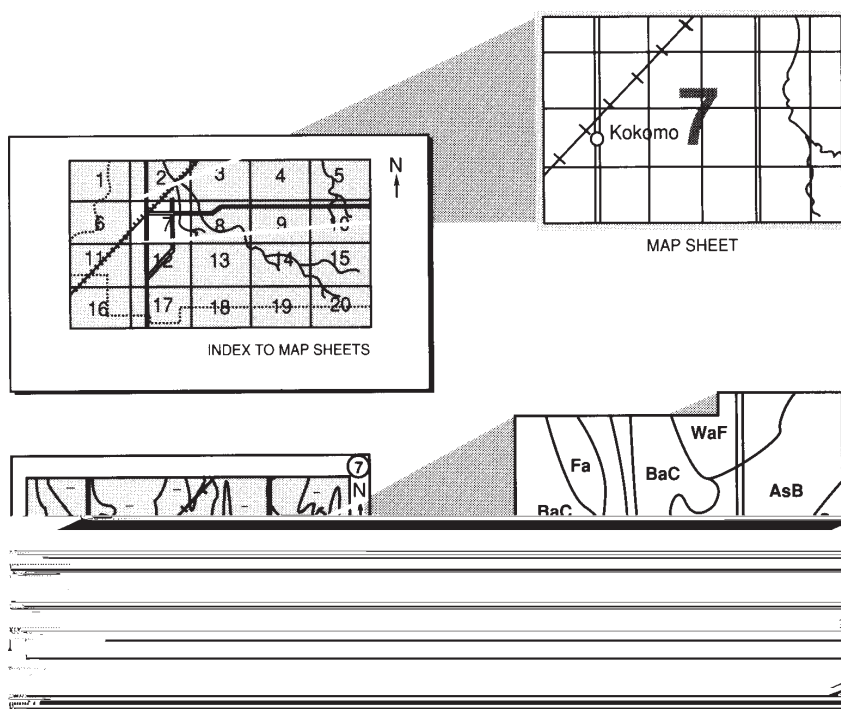 7
Kokomo
MAP SHEET
N
1 2 3 4 5
6 7 8 9 10
11 12 13 14 15
16 17 18 19 20
INDEX TO MAP SHEETS
7
N
WaF
Fa
BaC
AsB
BaC